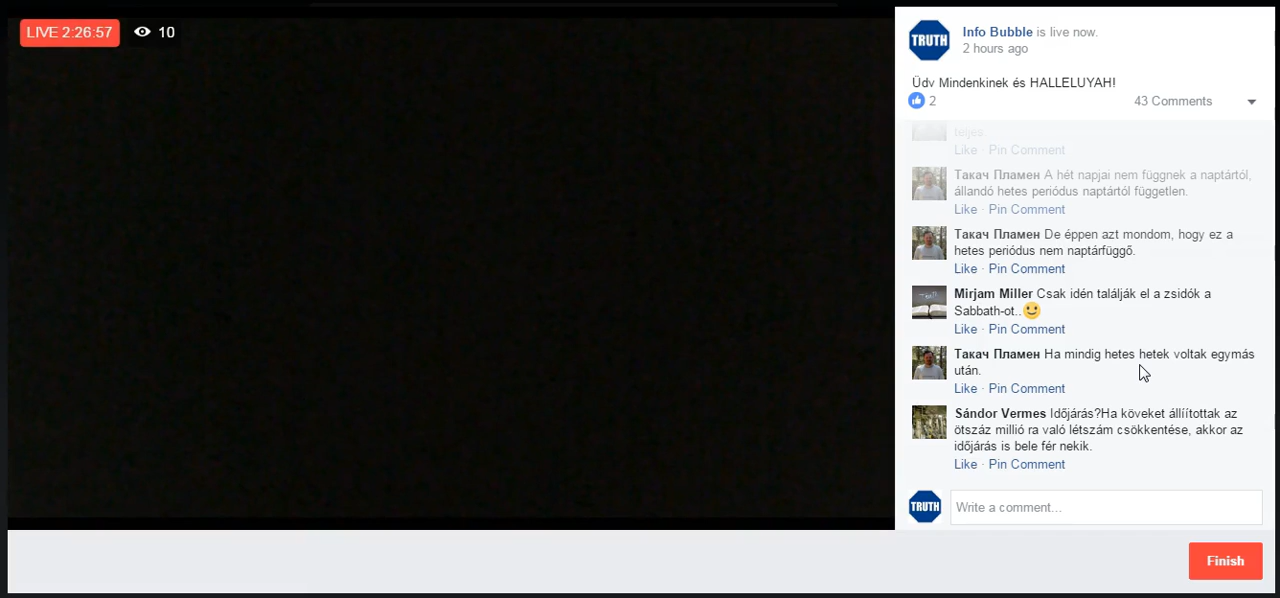 LIVE 2:26:57
10
TRUTH
Info Bubble is live now.
2 hours ago
Üdv Mindenkinek és HALLELUYAH!
2
43 Comments
teljes.
Like · Pin Comment
Такач Пламен A hét napjai nem függnek a naptártól,
állandó hetes periódus naptártól független.
Like · Pin Comment
Такач Пламен De éppen azt mondom, hogy ez a
hetes periódus nem naptárfüggő.
Like · Pin Comment
Mirjam Miller Csak idén találják el a zsidók a
Sabbath-ot..🙂
Like · Pin Comment
Такач Пламен Ha mindig hetes hetek voltak egymás
után.
Like · Pin Comment
Sándor Vermes Időjárás?Ha köveket állíítottak az
ötszáz millió ra való létszám csökkentése, akkor az
időjárás is bele fér nekik.
Like · Pin Comment
TRUTH
Write a comment...
Finish